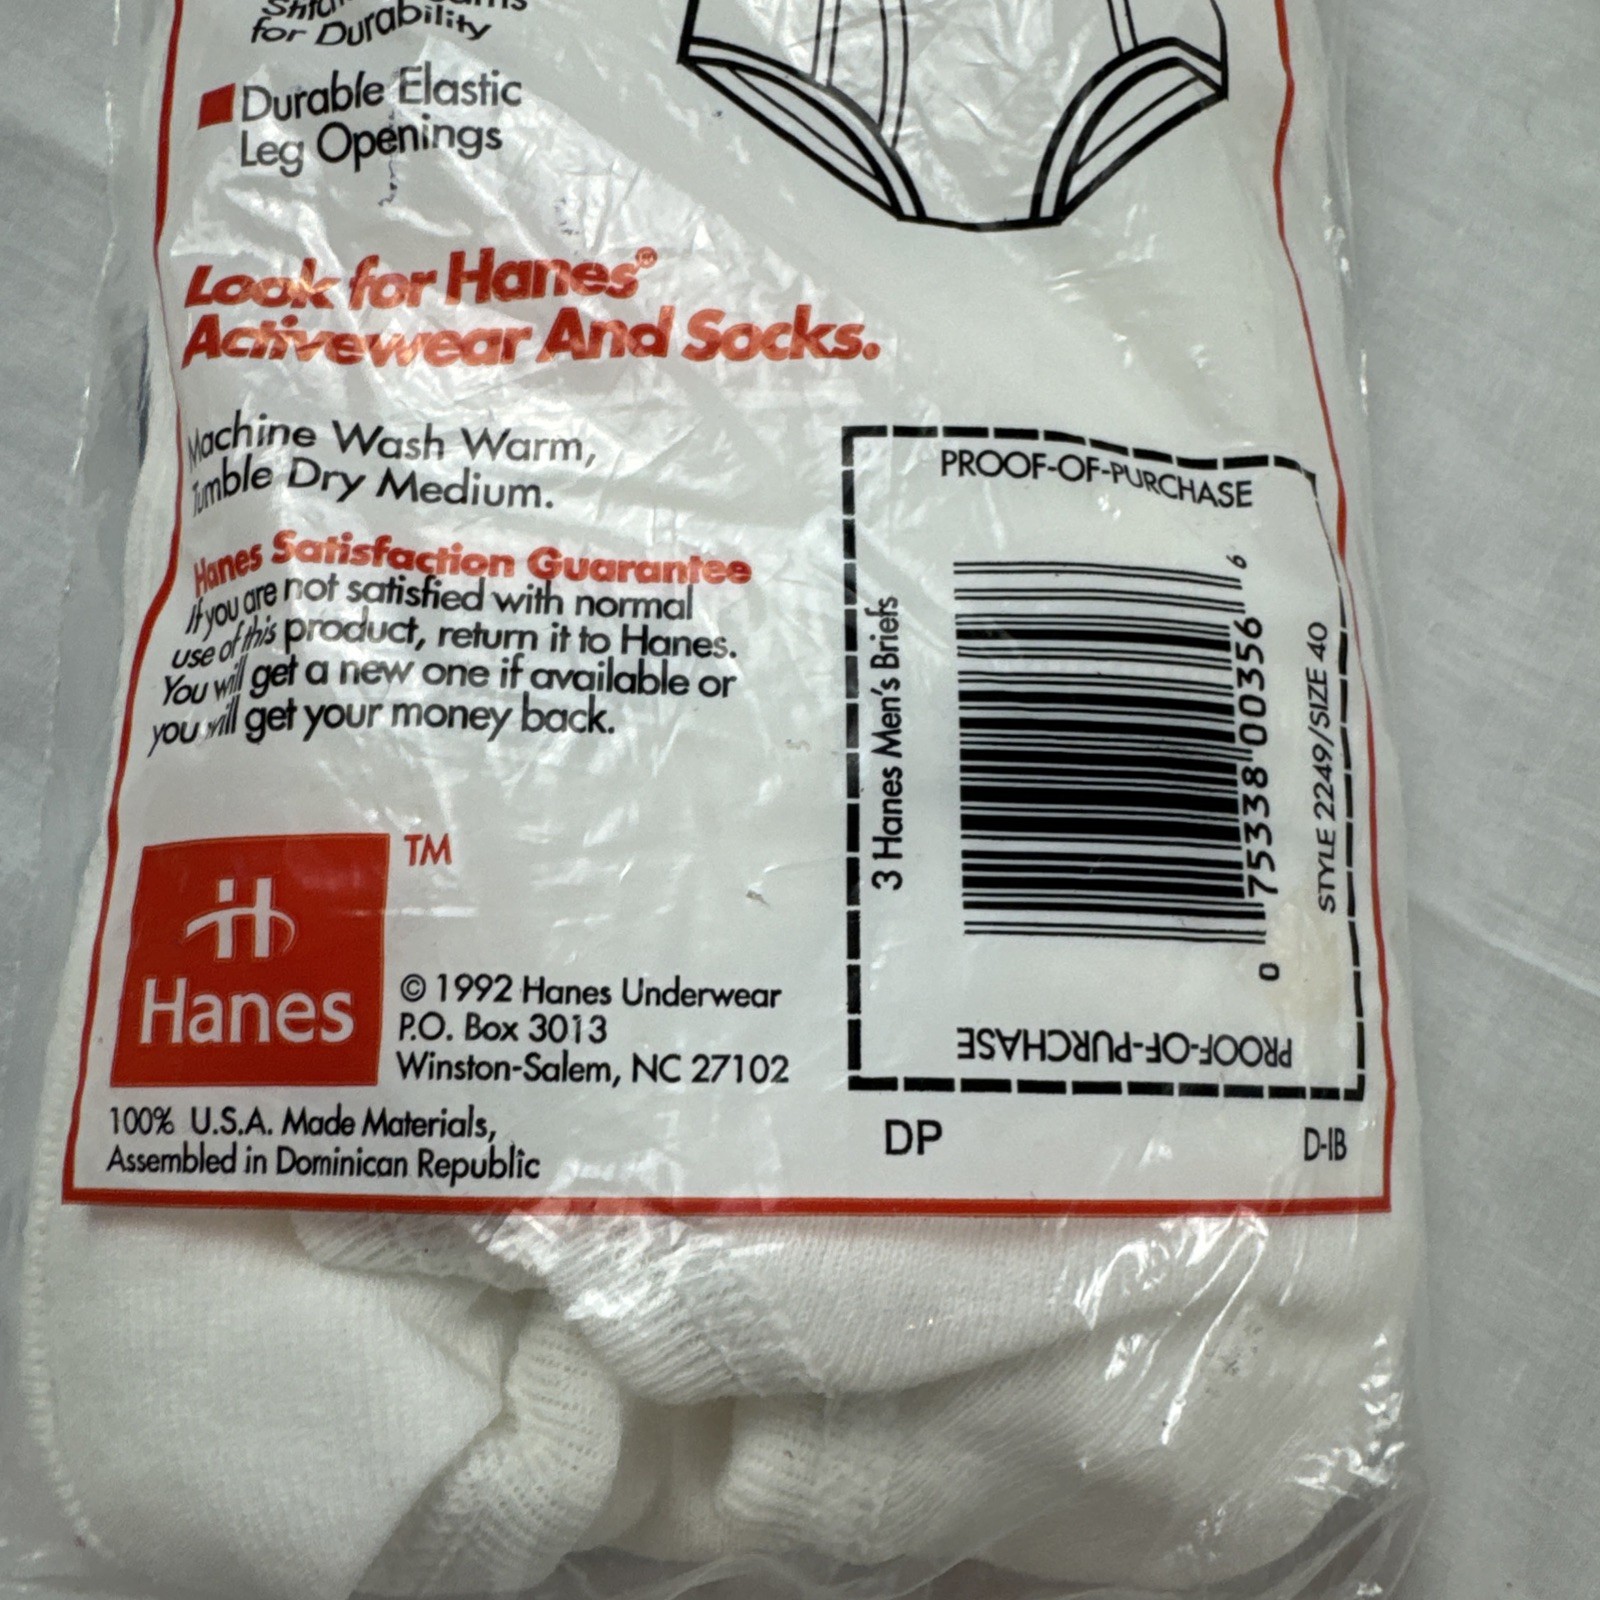 for Durability
Durable Elastic
Leg Openings
Look for Hanes®
Activewear And Socks.
Machine Wash Warm,
Tumble Dry Medium.
Hanes Satisfaction Guarantee
If you are not satisfied with normal
use of this product, return it to Hanes.
You will get a new one if available or
you will get your money back.
TM
Hanes
© 1992 Hanes Underwear
P.O. Box 3013
Winston-Salem, NC 27102
100% U.S.A. Made Materials,
Assembled in Dominican Republic
PROOF-OF-PURCHASE
3 Hanes Men's Briefs
0 75338 00356 6
STYLE 2249/SIZE 40
PROOF-OF-PURCHASE
DP
D-IB